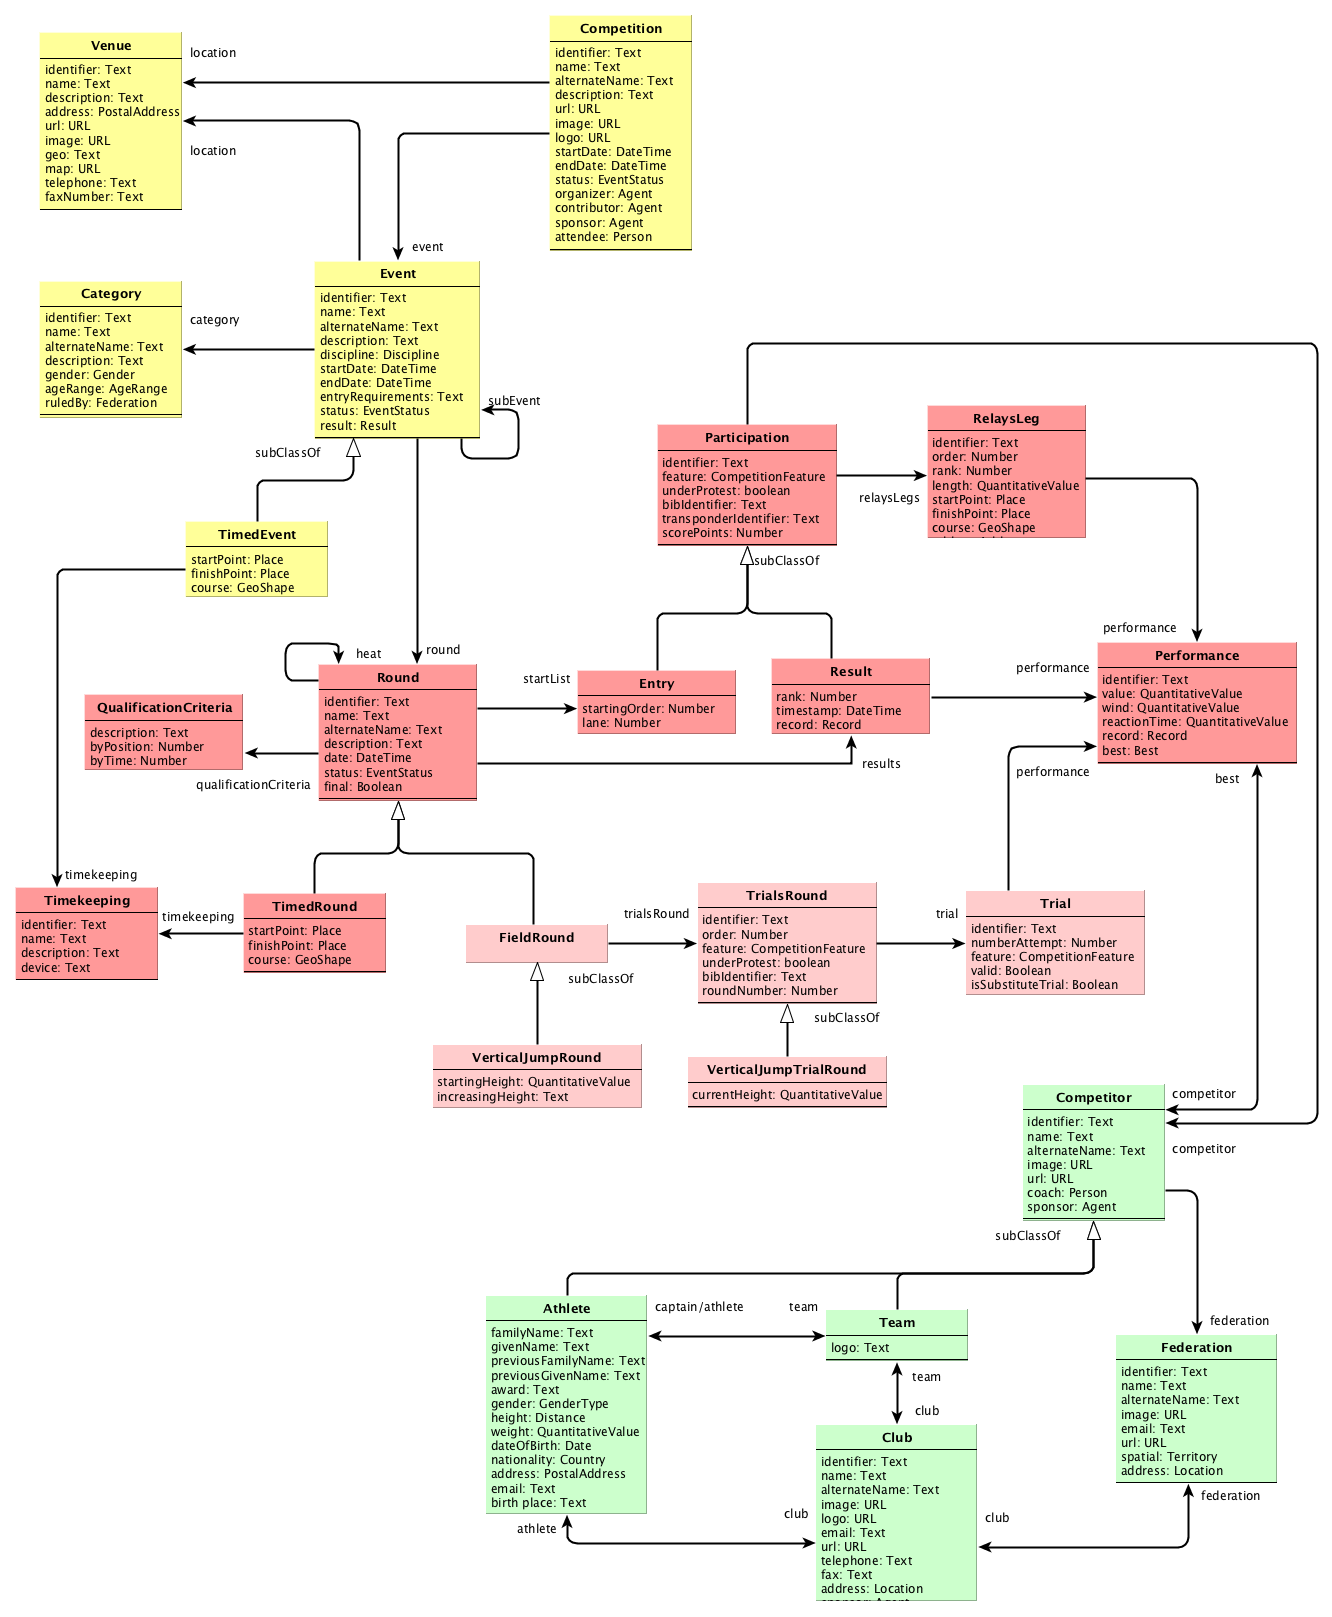 Venue
identifier: Text
name: Text
description: Text
address: PostalAddress
url: URL
image: URL
geo: Text
map: URL
telephone: Text
faxNumber: Text
location
location
Competition
identifier: Text
name: Text
alternateName: Text
description: Text
url: URL
image: URL
logo: URL
startDate: DateTime
endDate: DateTime
status: EventStatus
organizer: Agent
contributor: Agent
sponsor: Agent
attendee: Person
event
Category
identifier: Text
name: Text
alternateName: Text
description: Text
gender: Gender
ageRange: AgeRange
ruledBy: Federation
category
Event
identifier: Text
name: Text
alternateName: Text
description: Text
discipline: Discipline
startDate: DateTime
endDate: DateTime
entryRequirements: Text
status: EventStatus
result: Result
subEvent
subClassOf
TimedEvent
startPoint: Place
finishPoint: Place
course: GeoShape
Participation
identifier: Text
feature: CompetitionFeature
underProtest: boolean
bibIdentifier: Text
transponderIdentifier: Text
scorePoints: Number
relaysLegs
subClassOf
RelaysLeg
identifier: Text
order: Number
rank: Number
length: QuantitativeValue
startPoint: Place
finishPoint: Place
course: GeoShape
performance
heat
round
Round
identifier: Text
name: Text
alternateName: Text
description: Text
date: DateTime
status: EventStatus
final: Boolean
startList
Entry
startingOrder: Number
lane: Number
Result
rank: Number
timestamp: DateTime
record: Record
performance
results
Performance
identifier: Text
value: QuantitativeValue
wind: QuantitativeValue
reactionTime: QuantitativeValue
record: Record
best: Best
performance
best
QualificationCriteria
description: Text
byPosition: Number
byTime: Number
qualificationCriteria
timekeeping
Timekeeping
identifier: Text
name: Text
description: Text
device: Text
timekeeping
TimedRound
startPoint: Place
finishPoint: Place
course: GeoShape
FieldRound
trialsRound
subClassOf
TrialsRound
identifier: Text
order: Number
feature: CompetitionFeature
underProtest: boolean
bibIdentifier: Text
roundNumber: Number
trial
subClassOf
Trial
identifier: Text
numberAttempt: Number
feature: CompetitionFeature
valid: Boolean
isSubstituteTrial: Boolean
VerticalJumpRound
startingHeight: QuantitativeValue
increasingHeight: Text
VerticalJumpTrialRound
currentHeight: QuantitativeValue
Competitor
identifier: Text
name: Text
alternateName: Text
image: URL
url: URL
coach: Person
sponsor: Agent
competitor
competitor
subClassOf
Athlete
familyName: Text
givenName: Text
previousFamilyName: Text
previousGivenName: Text
award: Text
gender: GenderType
height: Distance
weight: QuantitativeValue
dateOfBirth: Date
nationality: Country
address: PostalAddress
email: Text
birth place: Text
captain/athlete
team
Team
logo: Text
team
club
federation
Federation
identifier: Text
name: Text
alternateName: Text
image: URL
email: Text
url: URL
spatial: Territory
address: Location
federation
Club
identifier: Text
name: Text
alternateName: Text
image: URL
logo: URL
email: Text
url: URL
telephone: Text
fax: Text
address: Location
athlete
club
club